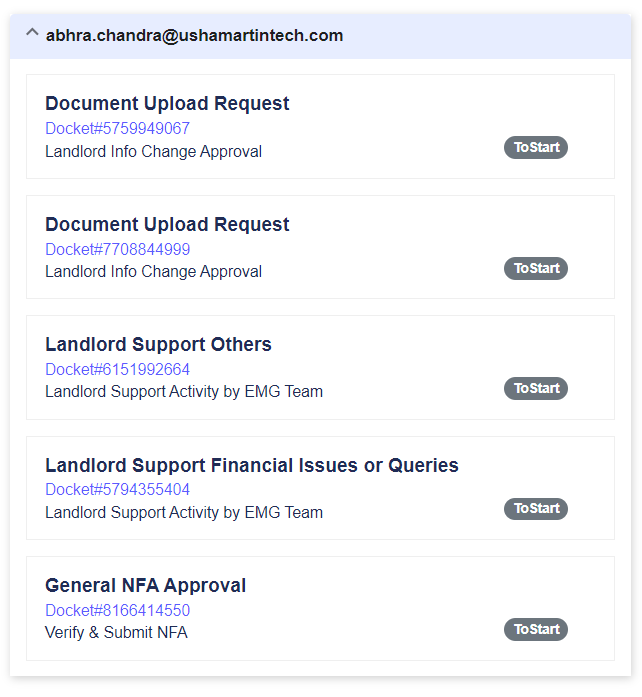 abhra.chandra@ushamartintech.com
Document Upload Request
Docket#5759949067
Landlord Info Change Approval
ToStart
Document Upload Request
Docket#7708844999
Landlord Info Change Approval
ToStart
Landlord Support Others
Docket#6151992664
Landlord Support Activity by EMG Team
ToStart
Landlord Support Financial Issues or Queries
Docket#5794355404
Landlord Support Activity by EMG Team
ToStart
General NFA Approval
Docket#8166414550
Verify & Submit NFA
ToStart